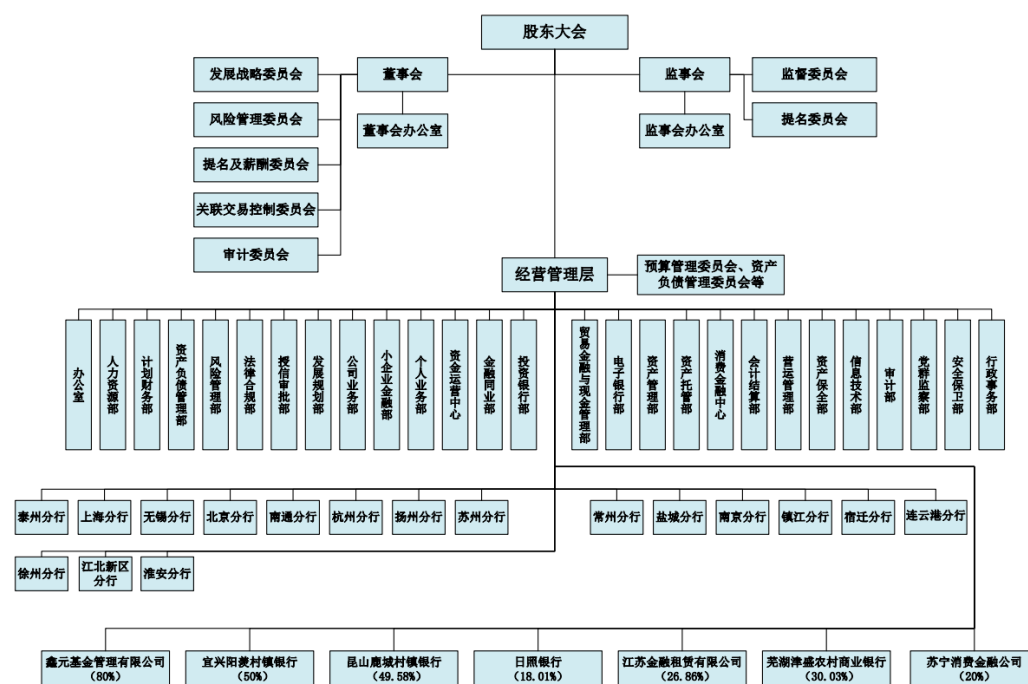 股东大会
发展战略委员会
董事会
监事会
监督委员会
风险管理委员会
董事会办公室
监事会办公室
提名委员会
提名及薪酬委员会
关联交易控制委员会
审计委员会
经营管理层
预算管理委员会、资产
负债管理委员会等
办公室
人力资源部
计划财务部
资产负债管理部
风险管理部
法律合规部
授信审批部
发展规划部
公司业务部
小企业金融部
个人业务部
资金运营中心
金融同业部
投资银行部
贸易金融与现金管理部
电子银行部
资产管理部
资产托管部
消费金融中心
会计结算部
营运管理部
资产保全部
信息技术部
审计部
党群监察部
安全保卫部
行政事务部
泰州分行
上海分行
无锡分行
北京分行
南通分行
杭州分行
扬州分行
苏州分行
常州分行
盐城分行
南京分行
镇江分行
宿迁分行
连云港分行
徐州分行
江北新区
分行
淮安分行
鑫元基金管理有限公司
（80%）
宜兴阳羡村镇银行
（50%）
昆山鹿城村镇银行
（49.58%）
日照银行
（18.01%）
江苏金融租赁有限公司
（26.86%）
芜湖津盛农村商业银行
（30.03%）
苏宁消费金融公司
（20%）